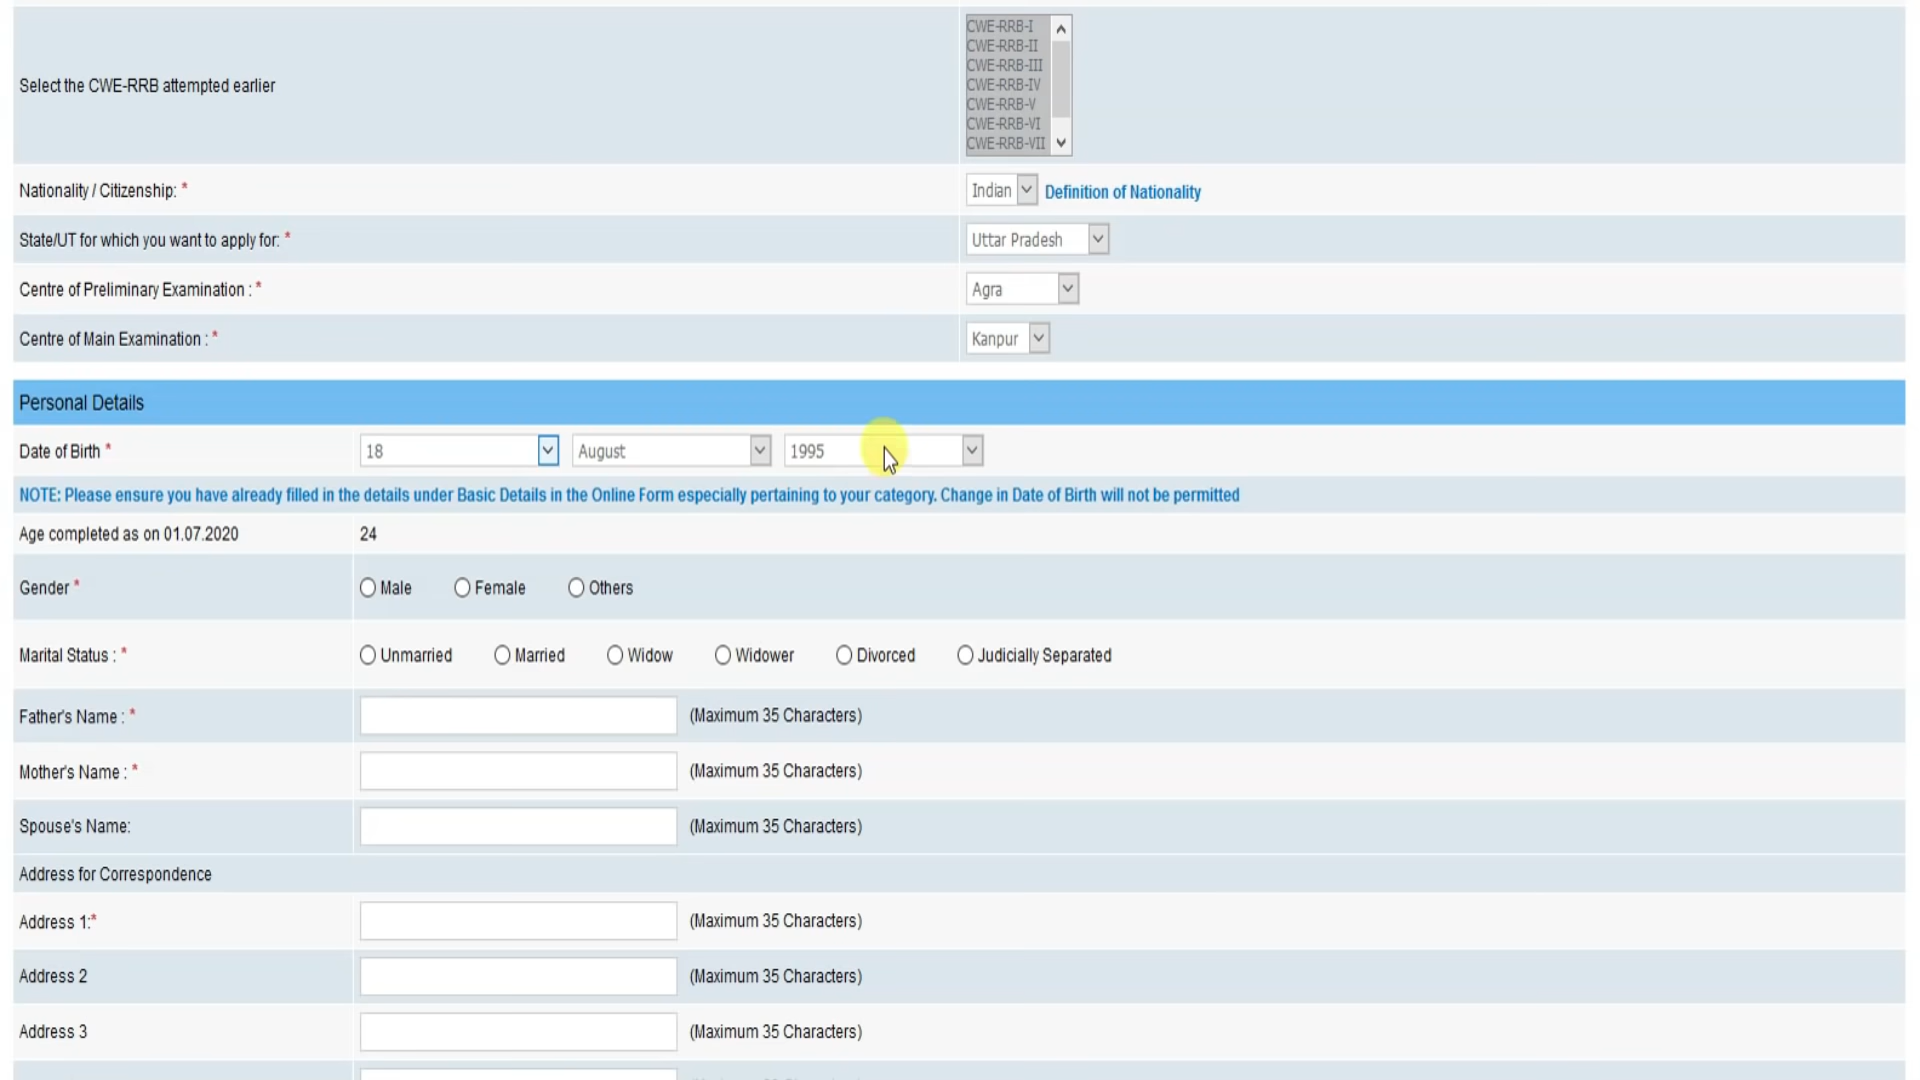 CWE-RRB-I
CWE-RRB-II
CWE-RRB-III
Select the CWE-RRB attempted earlier
CWE-RRB-IV
CWE-RRB-V
CWE-RRB-VI
CWE-RRB-VII
Nationality / Citizenship: * Indian Definition of Nationality
State/UT for which you want to apply for: * Uttar Pradesh
Centre of Preliminary Examination : * Agra
Centre of Main Examination : * Kanpur
Personal Details
Date of Birth * 18 August 1995
NOTE: Please ensure you have already filled in the details under Basic Details in the Online Form especially pertaining to your category. Change in Date of Birth will not be permitted
Age completed as on 01.07.2020 24
Gender * Male Female Others
Marital Status : * Unmarried Married Widow Widower Divorced Judicially Separated
Father's Name : * (Maximum 35 Characters)
Mother's Name : * (Maximum 35 Characters)
Spouse's Name: (Maximum 35 Characters)
Address for Correspondence
Address 1:* (Maximum 35 Characters)
Address 2 (Maximum 35 Characters)
Address 3 (Maximum 35 Characters)